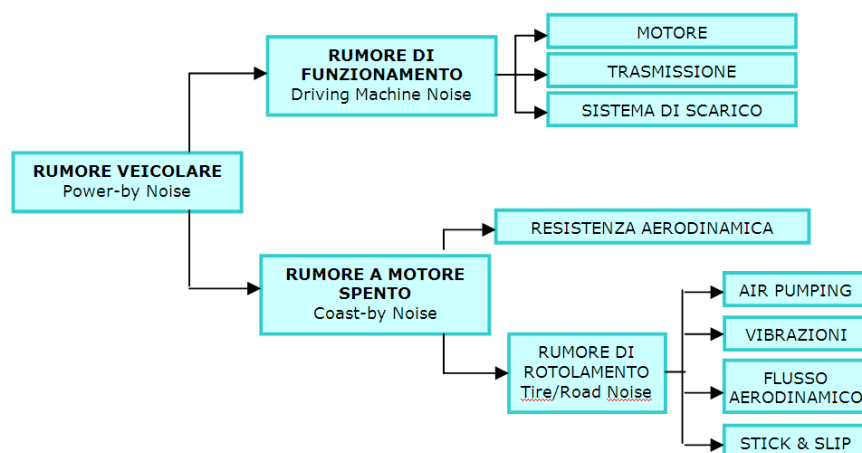 RUMORE VEICOLARE
Power-by Noise
RUMORE DI
FUNZIONAMENTO
Driving Machine Noise
MOTORE
TRASMISSIONE
SISTEMA DI SCARICO
RUMORE A MOTORE
SPENTO
Coast-by Noise
RESISTENZA AERODINAMICA
RUMORE DI
ROTOLAMENTO
Tire/Road Noise
AIR PUMPING
VIBRAZIONI
FLUSSO
AERODINAMICO
STICK & SLIP